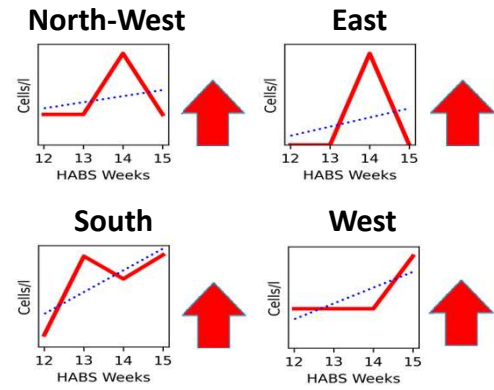 North-West
Cells/l
12 13 14 15
HABS Weeks
East
Cells/l
12 13 14 15
HABS Weeks
South
Cells/l
12 13 14 15
HABS Weeks
West
Cells/l
12 13 14 15
HABS Weeks